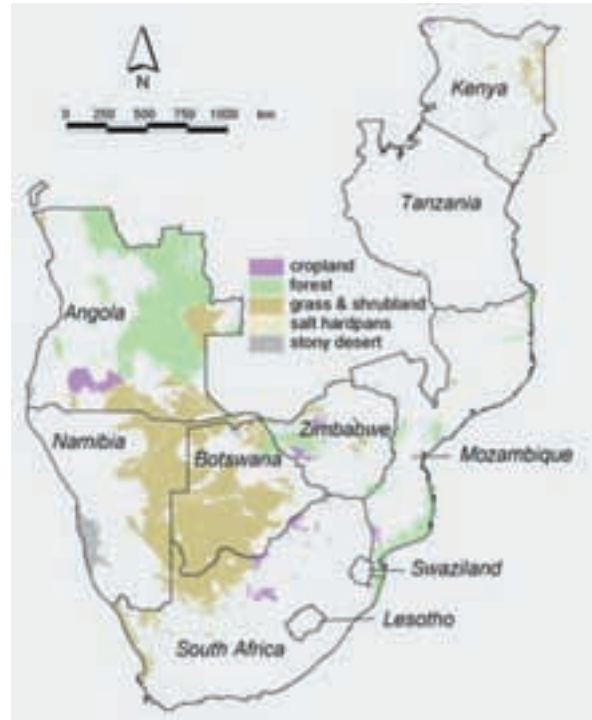 N
0 250 500 750 1000 km
Kenya
Tanzania
cropland
forest
grass & shrubland
salt hardpans
stony desert
Angola
Namibia
Botswana
Zimbabwe
Mozambique
Swaziland
Lesotho
South Africa